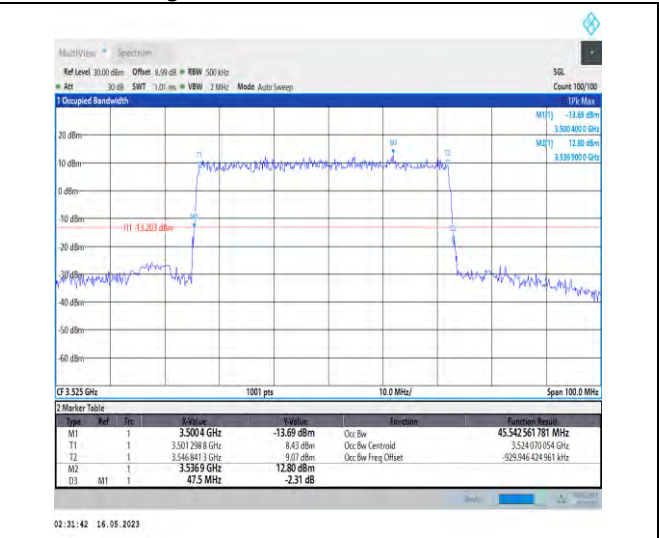 MultiView Spectrum
Ref Level 30.00 dBm Offset 8.99 dB RBW 500 kHz SGL
Att 30 dB SWT 1.01 ms VBW 2 MHz Mode Auto Sweep Count 100/100
1 Occupied Bandwidth 1Pk Max
M1[1] -13.69 dBm
3.500 400 0 GHz
M2[1] 12.80 dBm
3.536 900 0 GHz
20 dBm
T1 M2 T2
10 dBm
0 dBm
M1
-10 dBm
H1 -13.203 dBm
D3
-20 dBm
-30 dBm
-40 dBm
-50 dBm
-60 dBm
CF 3.525 GHz 1001 pts 10.0 MHz/ Span 100.0 MHz
2 Marker Table
Type Ref Trc X-Value Y-Value Function Function Result
M1 1 3.5004 GHz -13.69 dBm Occ Bw 45.542 561 781 MHz
T1 1 3.501 298 8 GHz 8.43 dBm Occ Bw Centroid 3.524 070 054 GHz
T2 1 3.546 841 3 GHz 9.07 dBm Occ Bw Freq Offset -929.946 424 961 kHz
M2 1 3.5369 GHz 12.80 dBm
D3 M1 1 47.5 MHz -2.31 dB
02:31:42 16.05.2023